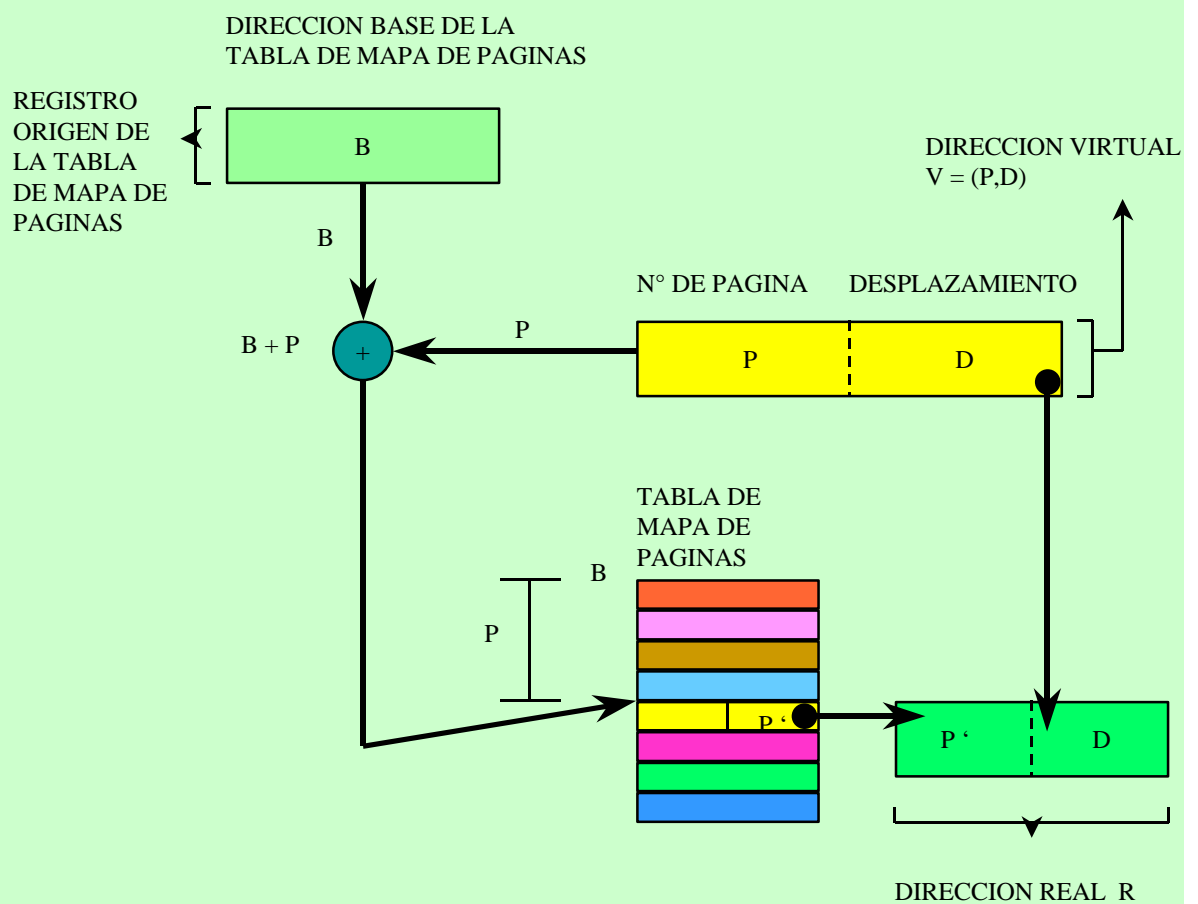 DIRECCION BASE DE LA
TABLA DE MAPA DE PAGINAS
REGISTRO
ORIGEN DE
LA TABLA
DE MAPA DE
PAGINAS
B
DIRECCION VIRTUAL
V = (P,D)
B
N° DE PAGINA
DESPLAZAMIENTO
B + P
+
P
P
D
TABLA DE
MAPA DE
PAGINAS
B
P
P ‘
P ‘
D
DIRECCION REAL R